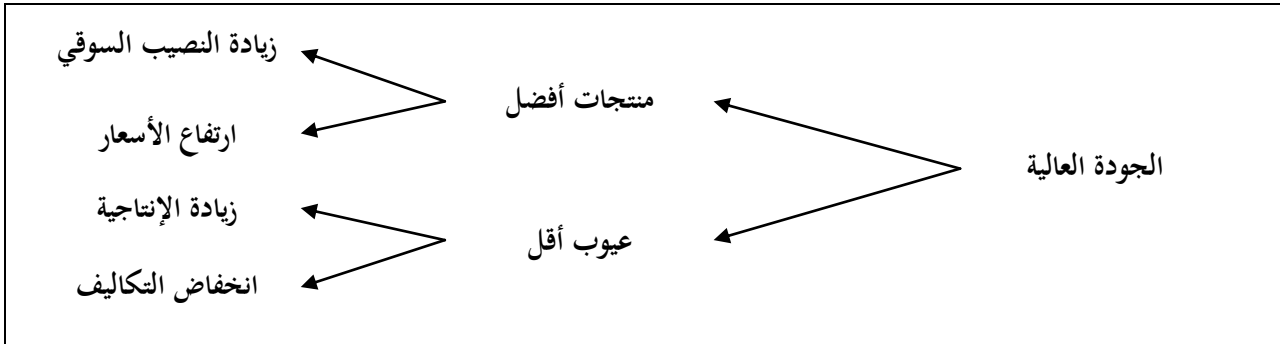 الجودة العالية
منتجات أفضل
عيوب أقل
زيادة النصيب السوقي
ارتفاع الأسعار
زيادة الإنتاجية
انخفاض التكاليف